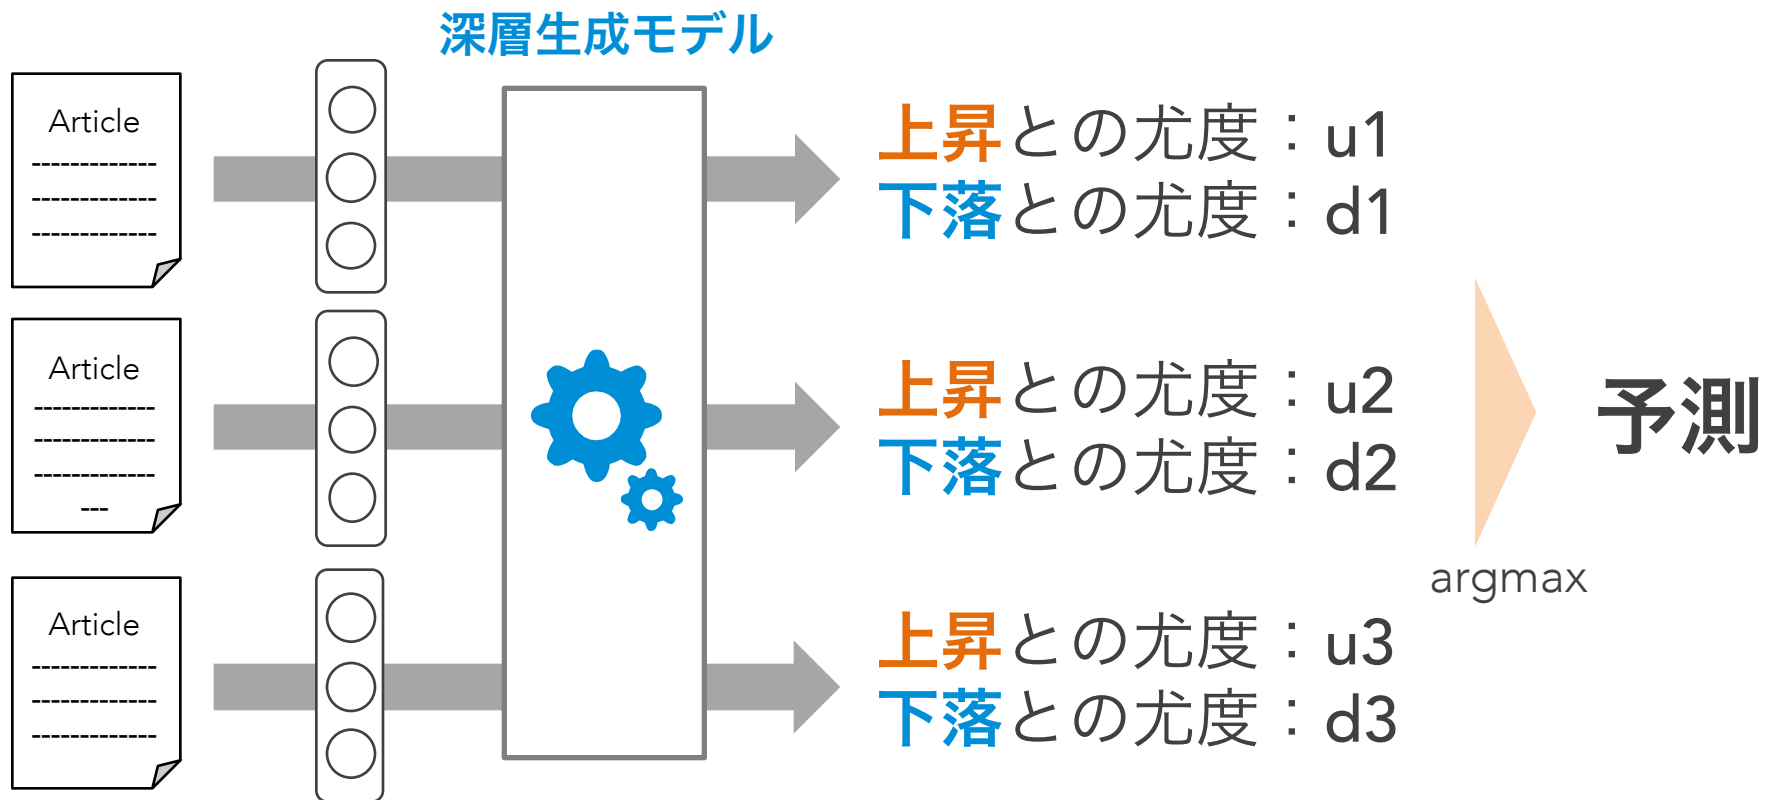 深層生成モデル
Article
上昇との尤度：u1
下落との尤度：d1
Article
上昇との尤度：u2
下落との尤度：d2
argmax
予測
Article
上昇との尤度：u3
下落との尤度：d3